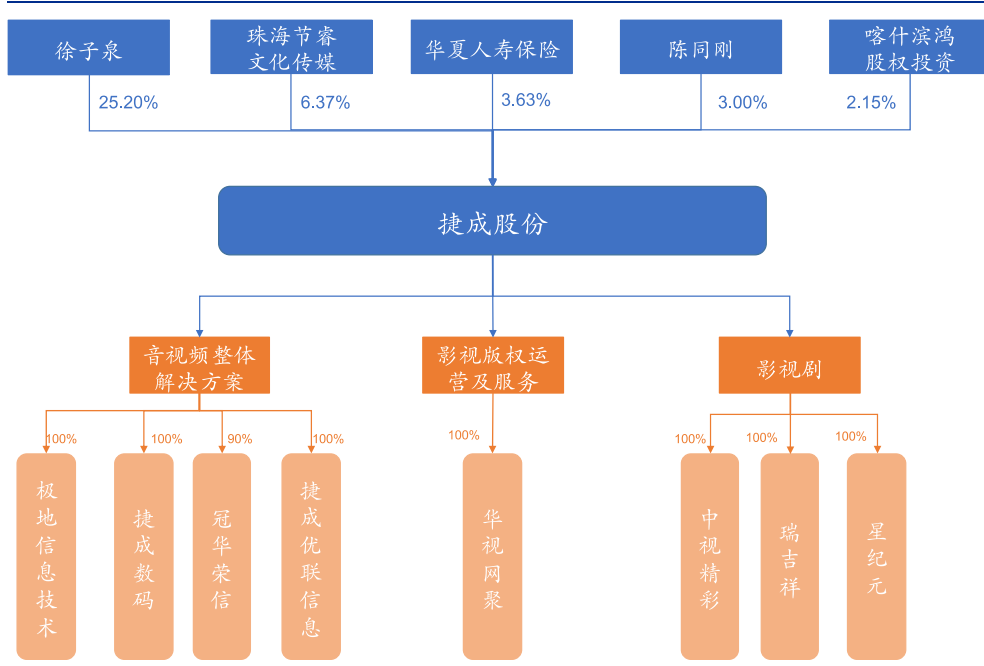 徐子泉
珠海节睿
文化传媒
华夏人寿保险
陈同刚
喀什滨鸿
股权投资
25.20%
6.37%
3.63%
3.00%
2.15%
捷成股份
音视频整体
解决方案
影视版权运
营及服务
影视剧
100%
100%
90%
100%
100%
100%
100%
100%
极地信息技术
捷成数码
冠华荣信
捷成优联信息
华视网聚
中视精彩
瑞吉祥
星纪元